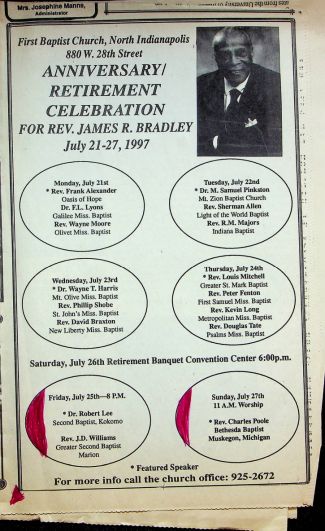 Mrs. Josephine Manns,
Administrator
ates from the University of
First Baptist Church, North Indianapolis
880 W. 28th Street
ANNIVERSARY/
RETIREMENT
CELEBRATION
FOR REV. JAMES R. BRADLEY
July 21-27, 1997
Monday, July 21st
* Rev. Frank Alexander
Oasis of Hope
Dr. F.L. Lyons
Galilee Miss. Baptist
Rev. Wayne Moore
Olivet Miss. Baptist
Tuesday, July 22nd
* Dr. M. Samuel Pinkston
Mt. Zion Baptist Church
Rev. Sherman Allen
Light of the World Baptist
Rev. R.M. Majors
Indiana Baptist
Wednesday, July 23rd
* Dr. Wayne T. Harris
Mt. Olive Miss. Baptist
Rev. Phillip Shobe
St. John's Miss. Baptist
Rev. David Braxton
New Liberty Miss. Baptist
Thursday, July 24th
* Rev. Louis Mitchell
Greater St. Mark Baptist
Rev. Peter Fenton
First Samuel Miss. Baptist
Rev. Kevin Long
Metropolitan Miss. Baptist
Rev. Douglas Tate
Psalms Miss. Baptist
Saturday, July 26th Retirement Banquet Convention Center 6:00p.m.
Friday, July 25th—8 P.M.
* Dr. Robert Lee
Second Baptist, Kokomo
Rev. J.D. Williams
Greater Second Baptist
Marion
Sunday, July 27th
11 A.M. Worship
* Rev. Charles Poole
Bethesda Baptist
Muskegon, Michigan
* Featured Speaker
For more info call the church office: 925-2672